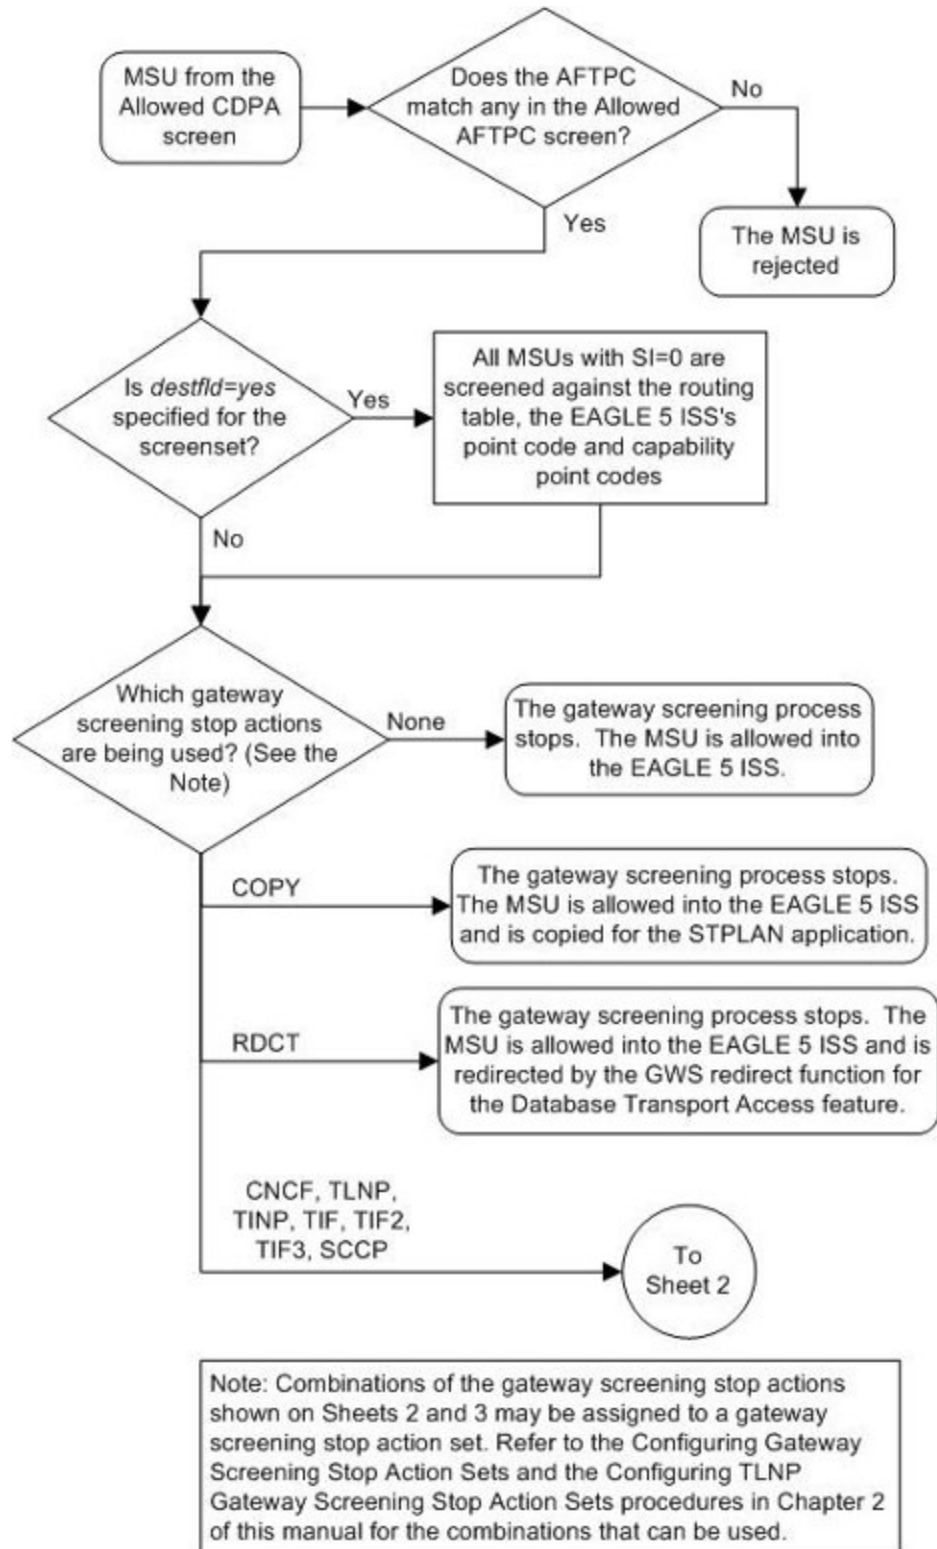 MSU from the
Allowed CDPA
screen
Does the AFTPC
match any in the Allowed
AFTPC screen?
No
Yes
The MSU is
rejected
Is destfld=yes
specified for the
screenset?
Yes
All MSUs with SI=0 are
screened against the routing
table, the EAGLE 5 ISS's
point code and capability
point codes
No
Which gateway
screening stop actions
are being used? (See the
Note)
None
The gateway screening process
stops. The MSU is allowed into
the EAGLE 5 ISS.
COPY
The gateway screening process stops.
The MSU is allowed into the EAGLE 5 ISS
and is copied for the STPLAN application.
RDCT
The gateway screening process stops. The
MSU is allowed into the EAGLE 5 ISS and is
redirected by the GWS redirect function for
the Database Transport Access feature.
CNCF, TLNP,
TINP, TIF, TIF2,
TIF3, SCCP
To
Sheet 2
Note: Combinations of the gateway screening stop actions
shown on Sheets 2 and 3 may be assigned to a gateway
screening stop action set. Refer to the Configuring Gateway
Screening Stop Action Sets and the Configuring TLNP
Gateway Screening Stop Action Sets procedures in Chapter 2
of this manual for the combinations that can be used.